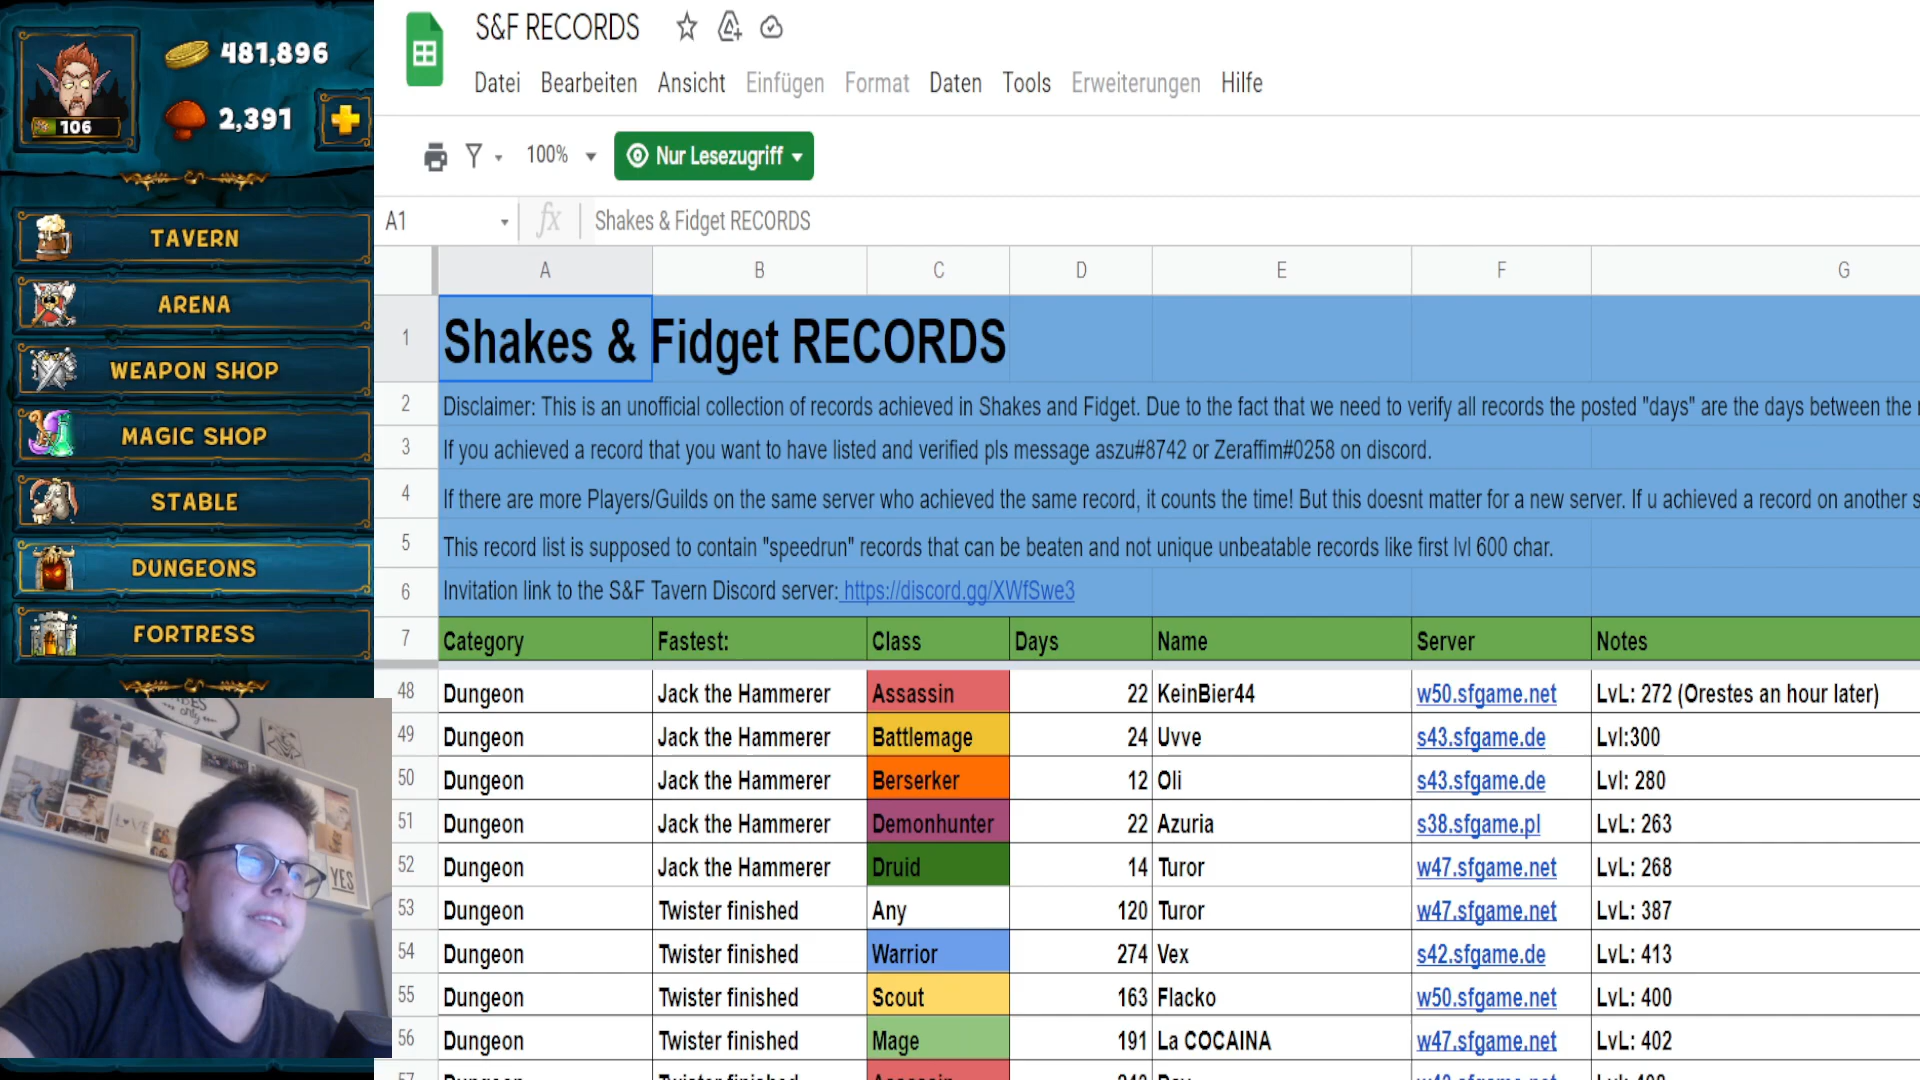 481,896
106
2,391
TAVERN
ARENA
WEAPON SHOP
MAGIC SHOP
STABLE
DUNGEONS
FORTRESS
only
LOVE
YES
S&F RECORDS
Datei Bearbeiten Ansicht Einfügen Format Daten Tools Erweiterungen Hilfe
100% Nur Lesezugriff
A1 fx Shakes & Fidget RECORDS
A B C D E F G
1 Shakes & Fidget RECORDS
2 Disclaimer: This is an unofficial collection of records achieved in Shakes and Fidget. Due to the fact that we need to verify all records the posted "days" are the days between the
3 If you achieved a record that you want to have listed and verified pls message aszu#8742 or Zeraffim#0258 on discord.
4 If there are more Players/Guilds on the same server who achieved the same record, it counts the time! But this doesnt matter for a new server. If u achieved a record on another s
5 This record list is supposed to contain "speedrun" records that can be beaten and not unique unbeatable records like first lvl 600 char.
6 Invitation link to the S&F Tavern Discord server: https://discord.gg/XWfSwe3
7 Category Fastest: Class Days Name Server Notes
48 Dungeon Jack the Hammerer Assassin 22 KeinBier44 w50.sfgame.net LvL: 272 (Orestes an hour later)
49 Dungeon Jack the Hammerer Battlemage 24 Uvve s43.sfgame.de Lvl:300
50 Dungeon Jack the Hammerer Berserker 12 Oli s43.sfgame.de Lvl: 280
51 Dungeon Jack the Hammerer Demonhunter 22 Azuria s38.sfgame.pl LvL: 263
52 Dungeon Jack the Hammerer Druid 14 Turor w47.sfgame.net LvL: 268
53 Dungeon Twister finished Any 120 Turor w47.sfgame.net LvL: 387
54 Dungeon Twister finished Warrior 274 Vex s42.sfgame.de LvL: 413
55 Dungeon Twister finished Scout 163 Flacko w50.sfgame.net LvL: 400
56 Dungeon Twister finished Mage 191 La COCAINA w47.sfgame.net LvL: 402